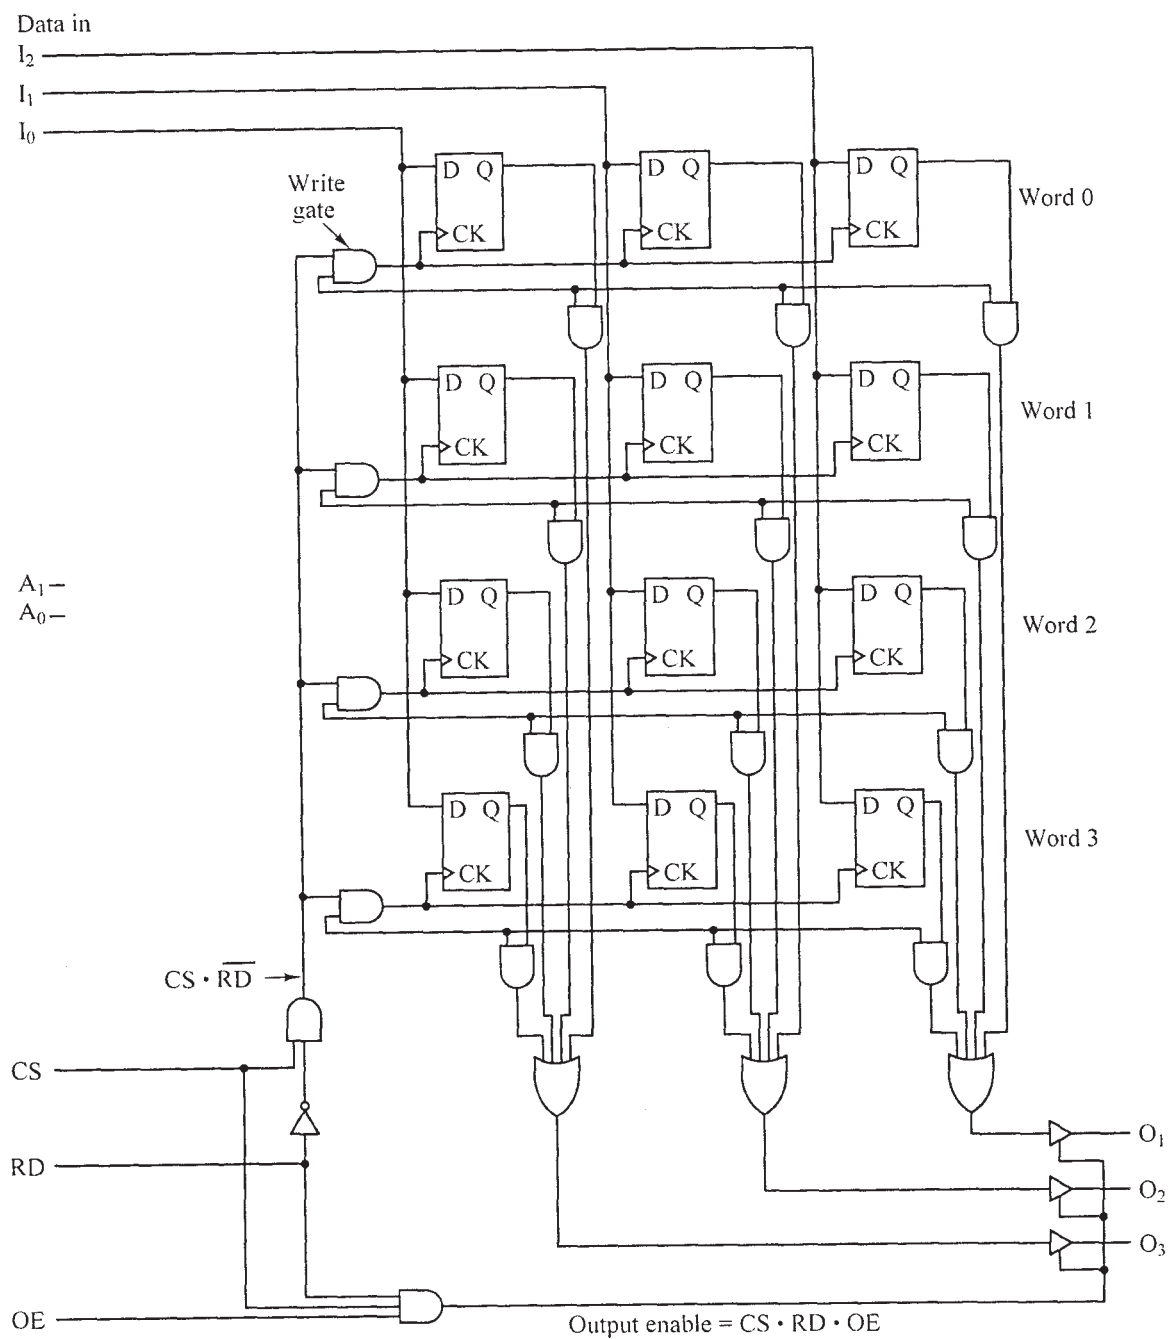 Data in
I₂
I₁
I₀
Write
gate
D Q
CK
D Q
CK
D Q
CK
Word 0
D Q
CK
D Q
CK
D Q
CK
Word 1
A₁
A₀
D Q
CK
D Q
CK
D Q
CK
Word 2
D Q
CK
D Q
CK
D Q
CK
Word 3
CS · R̅D̅
CS
RD
O₁
O₂
O₃
OE
Output enable = CS · RD · OE